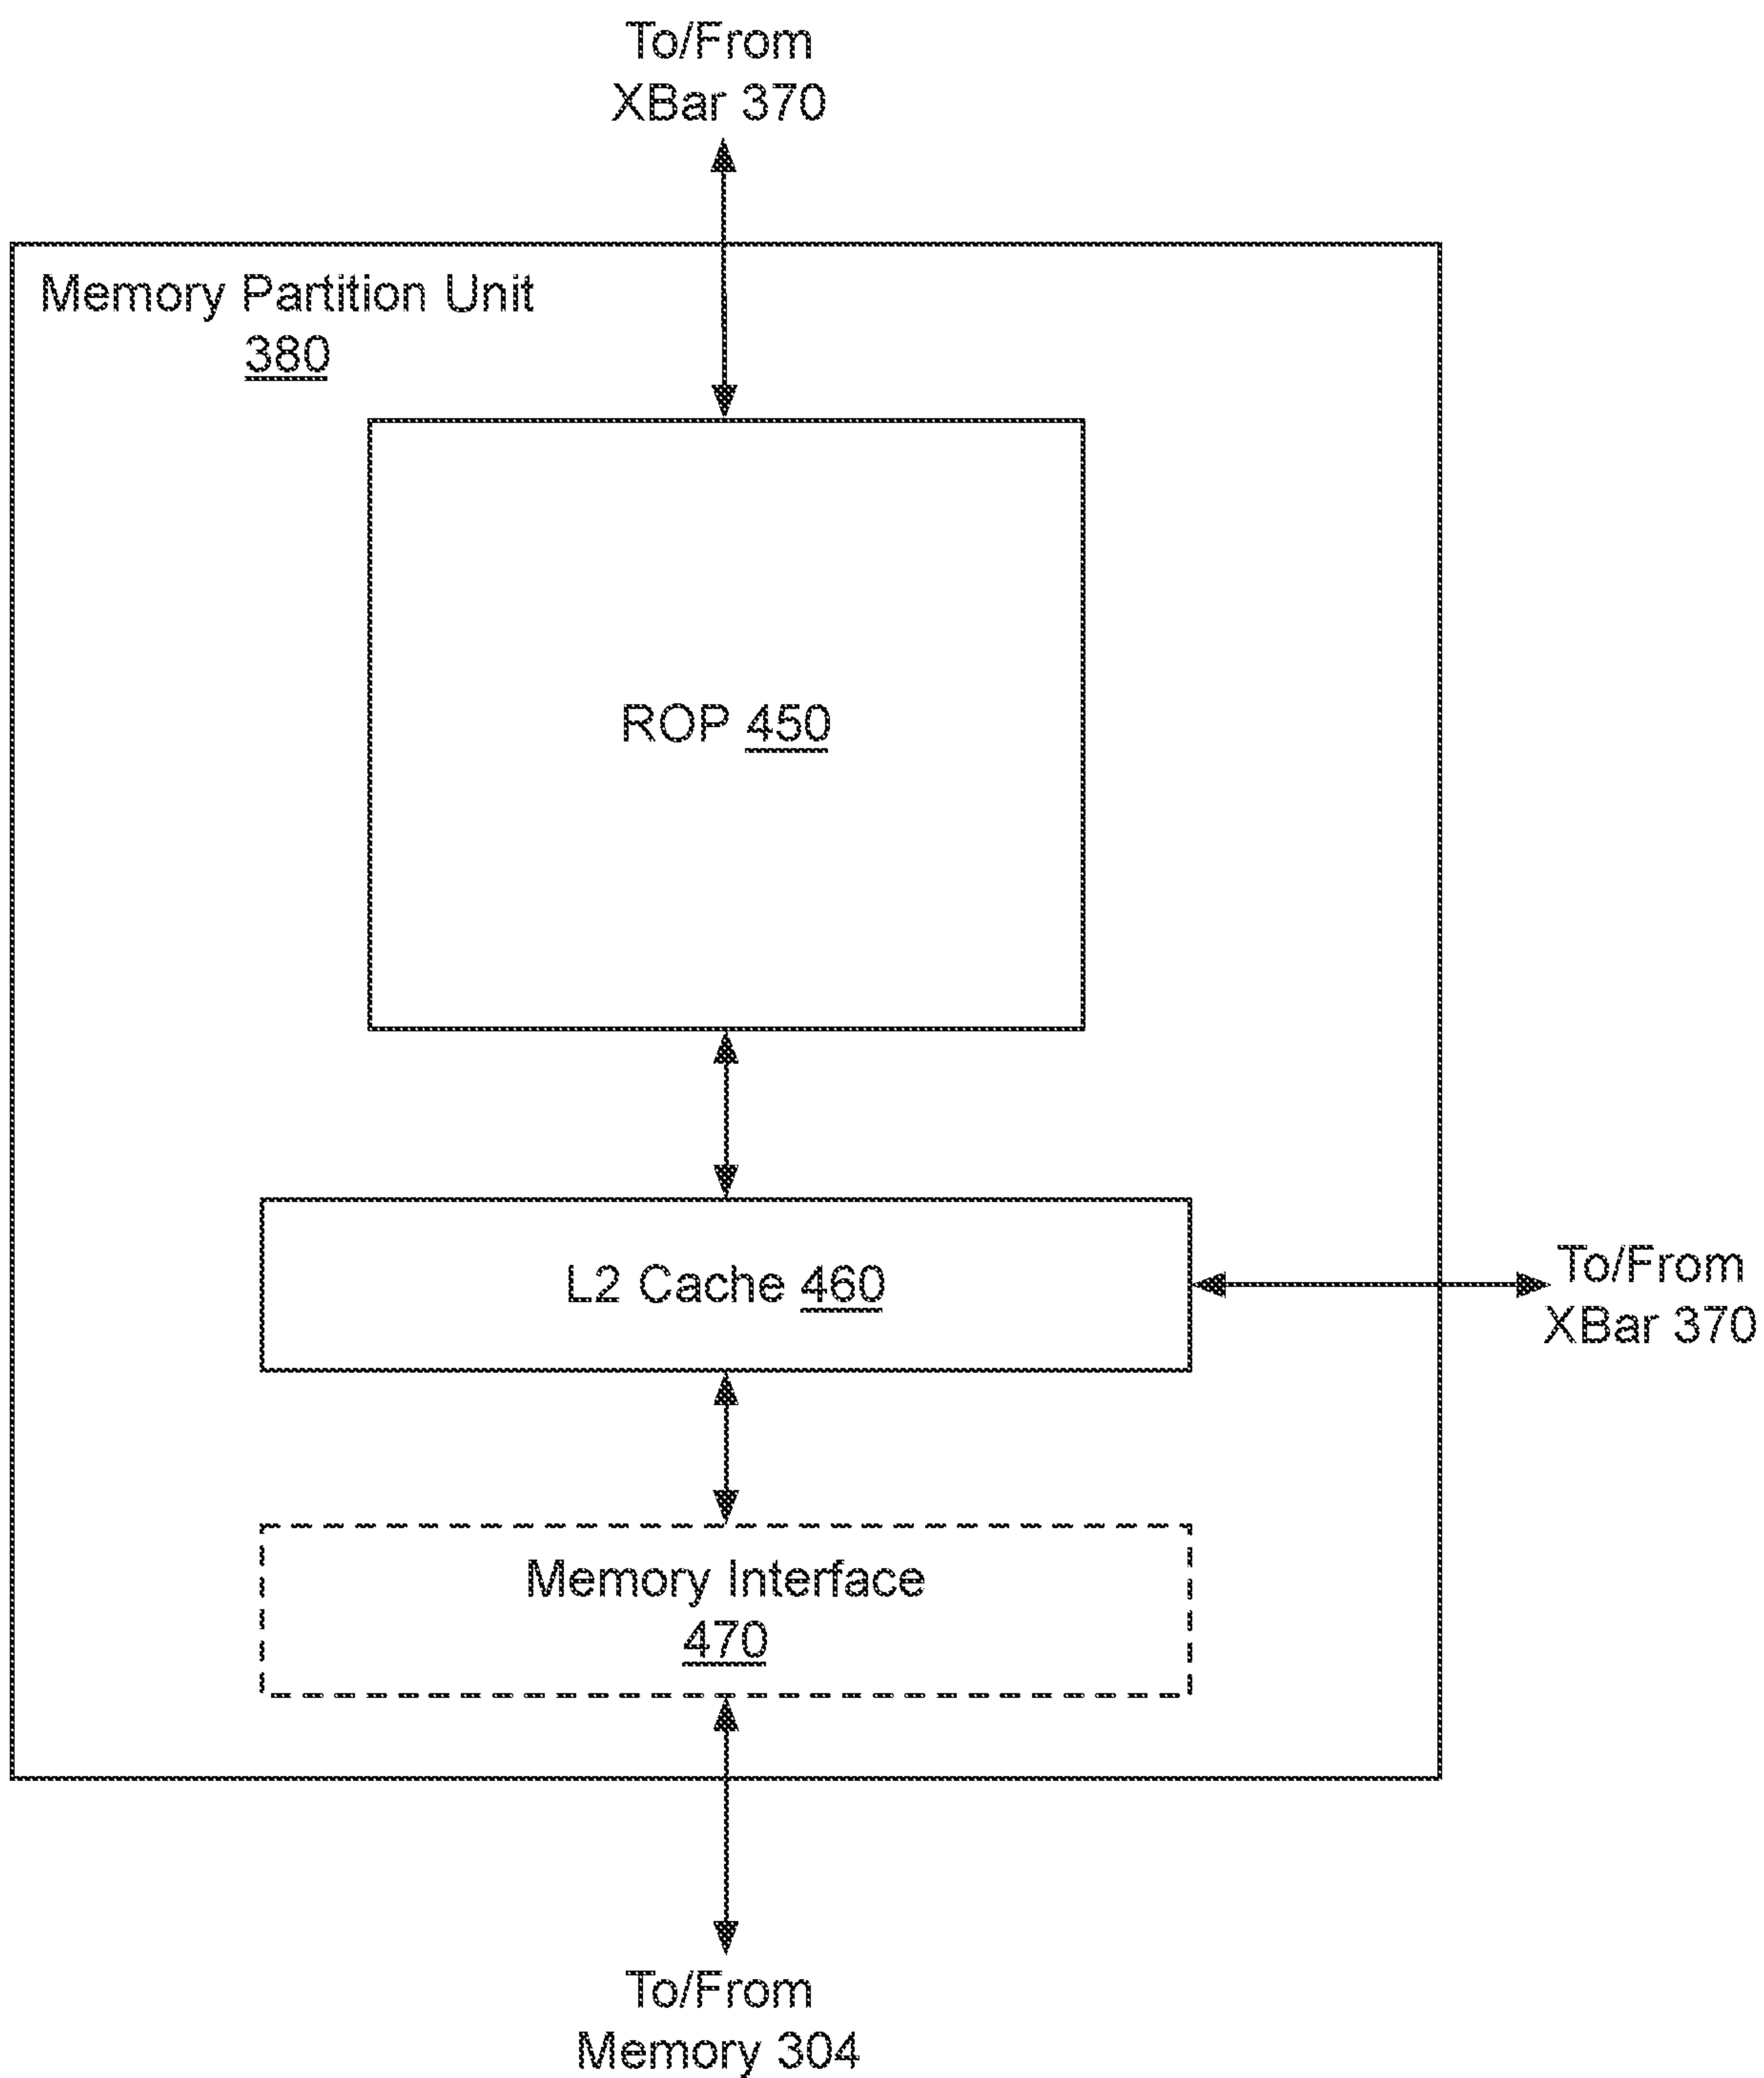 To/From
XBar 370
Memory Partition Unit
380
ROP 450
L2 Cache 460
To/From
XBar 370
Memory Interface
470
To/From
Memory 304